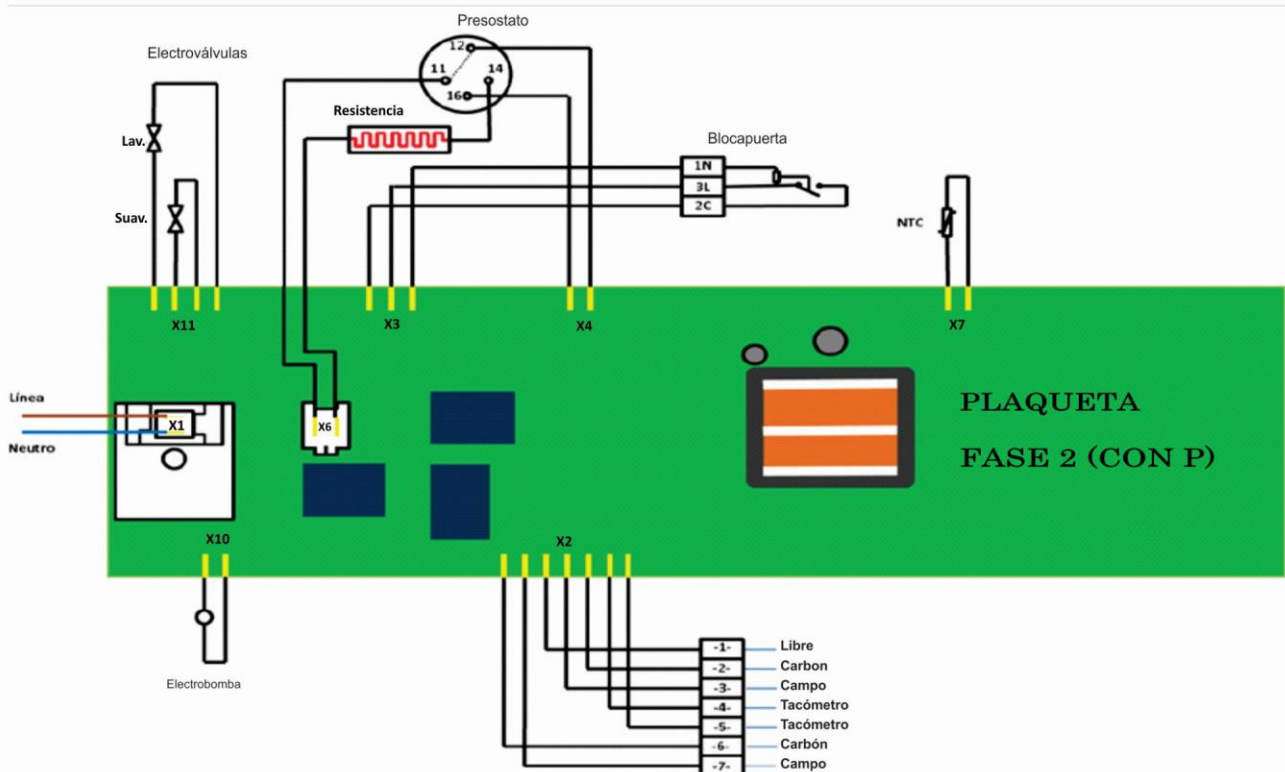 Presostato
Electroválvulas
12
11
14
16
Resistencia
Lav.
Blocapuerta
1N
3L
2C
Suav.
NTC
X11
X3
X4
X7
Línea
X1
Neutro
X6
PLAQUETA
FASE 2 (CON P)
X10
X2
Electrobomba
-1- Libre
-2- Carbon
-3- Campo
-4- Tacómetro
-5- Tacómetro
-6- Carbón
-7- Campo